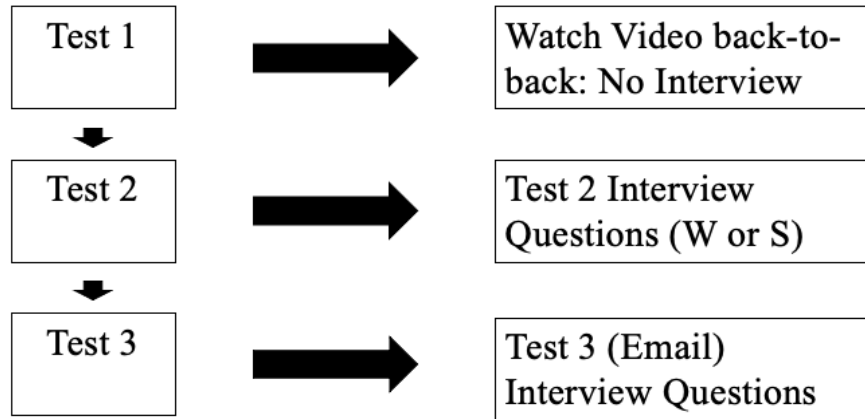 Test 1
Watch Video back-to-
back: No Interview
Test 2
Test 2 Interview
Questions (W or S)
Test 3
Test 3 (Email)
Interview Questions